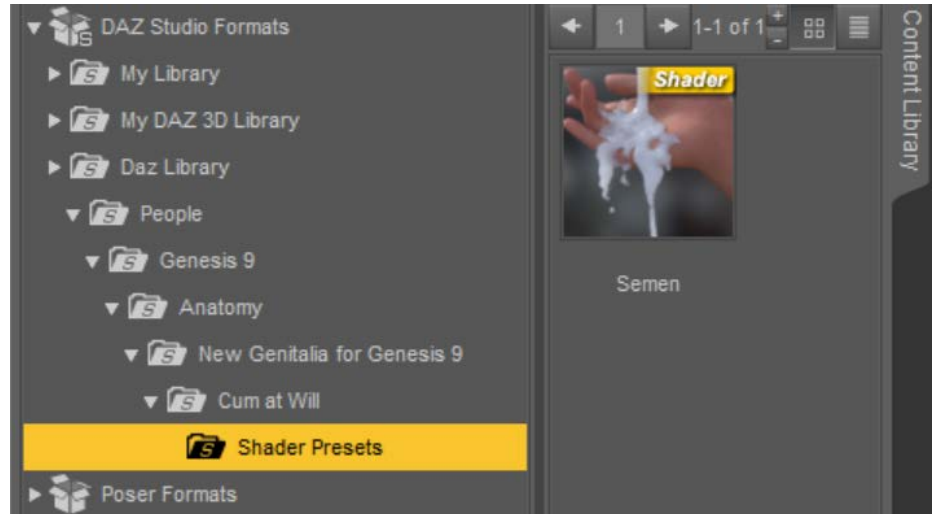 DAZ Studio Formats
My Library
My DAZ 3D Library
Daz Library
People
Genesis 9
Anatomy
New Genitalia for Genesis 9
Cum at Will
Shader Presets
Poser Formats
1 1-1 of 1 + -
Shader
Semen
Content Library